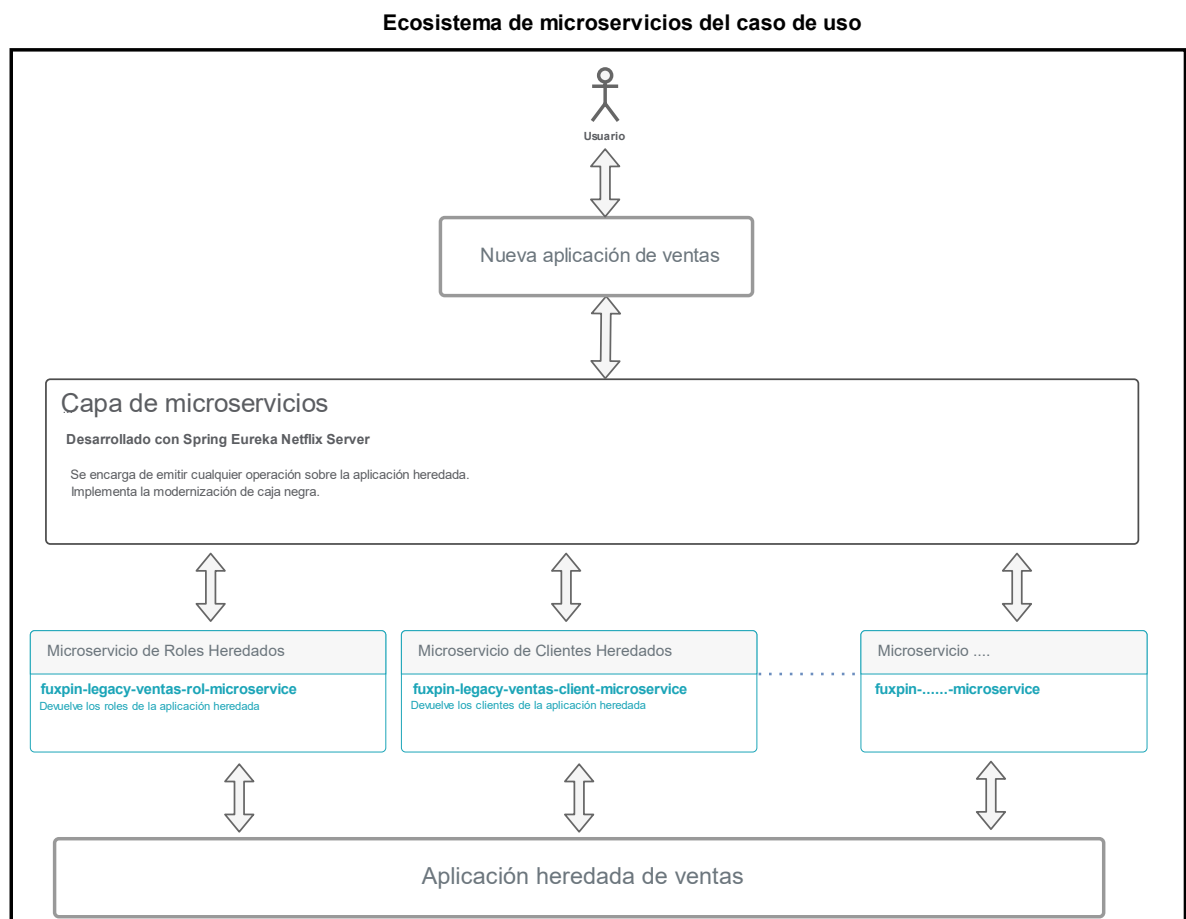 Ecosistema de microservicios del caso de uso
Usuario
Nueva aplicación de ventas
Capa de microservicios
Desarrollado con Spring Eureka Netflix Server
Se encarga de emitir cualquier operación sobre la aplicación heredada.
Implementa la modernización de caja negra.
Microservicio de Roles Heredados
fuxpin-legacy-ventas-rol-microservice
Devuelve los roles de la aplicación heredada
Microservicio de Clientes Heredados
fuxpin-legacy-ventas-client-microservice
Devuelve los clientes de la aplicación heredada
Microservicio ....
fuxpin-......-microservice
Aplicación heredada de ventas